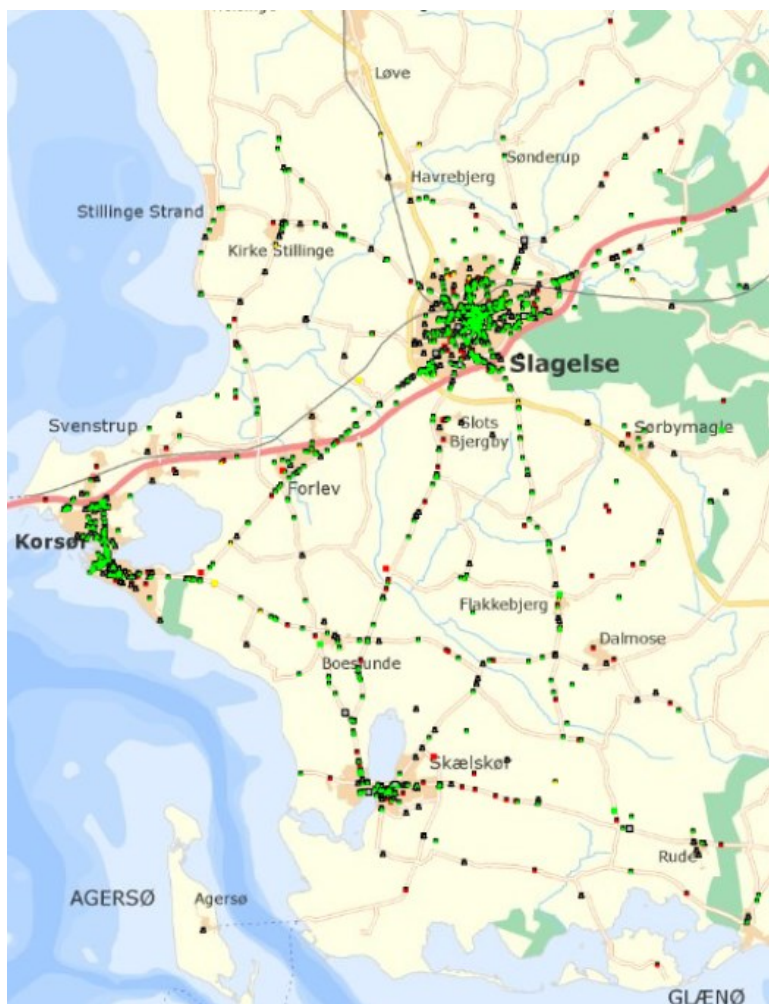 Løve
Sønderup
Havrebjerg
Stillinge Strand
Kirke Stillinge
Slagelse
Svenstrup
Slots
Bjergby
Sørbymagle
Forlev
Korsør
Flakkebjerg
Dalmose
Boeslunde
Skælskør
Rude
AGERSØ
Agersø
GLÆNØ